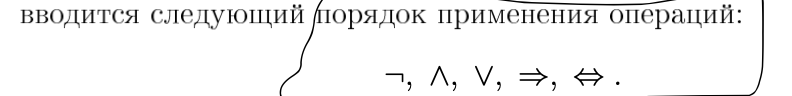 вводится следующий порядок применения операций:
¬, ∧, ∨, ⇒, ⇔ .